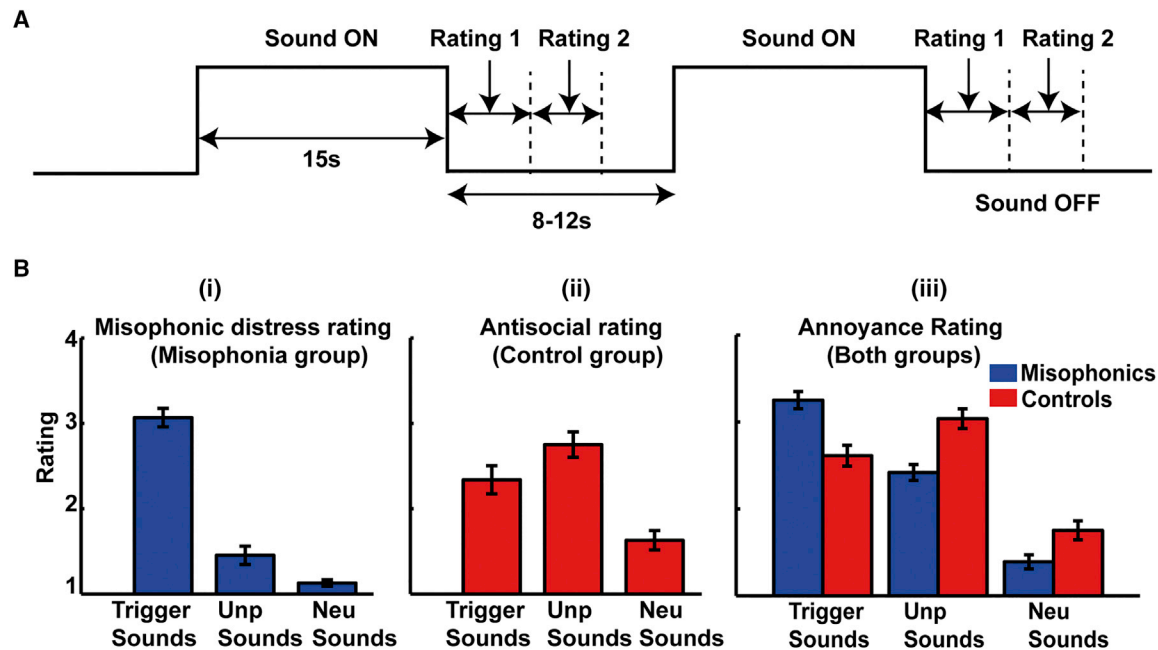 A
Sound ON Rating 1 Rating 2 Sound ON Rating 1 Rating 2
15s
8-12s
Sound OFF
B
(i)
Misophonic distress rating
(Misophonia group)
Rating
4
3
2
1
Trigger Unp Neu
Sounds Sounds Sounds
(ii)
Antisocial rating
(Control group)
Trigger Unp Neu
Sounds Sounds Sounds
(iii)
Annoyance Rating
(Both groups)
Misophonics
Controls
Trigger Unp Neu
Sounds Sounds Sounds